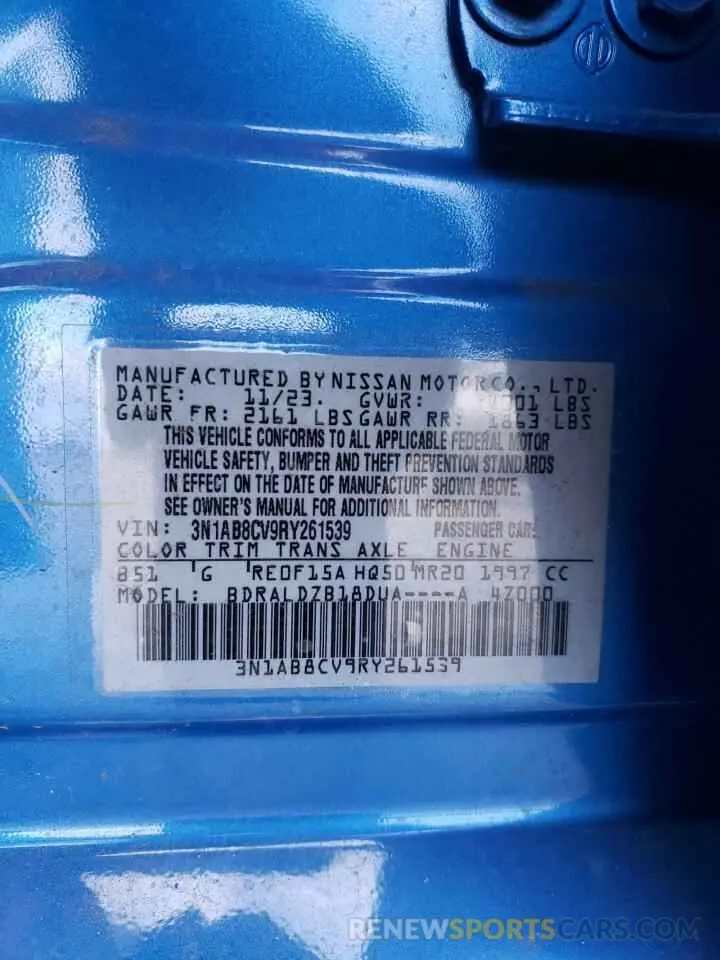 MANUFACTURED BY NISSAN MOTOR CO., LTD.
DATE: 11/23. GVWR: LBS
GAWR FR: 2161 LBS GAWR RR: 1863 LBS
THIS VEHICLE CONFORMS TO ALL APPLICABLE FEDERAL MOTOR
VEHICLE SAFETY, BUMPER AND THEFT PREVENTION STANDARDS
IN EFFECT ON THE DATE OF MANUFACTURE SHOWN ABOVE.
SEE OWNER'S MANUAL FOR ADDITIONAL INFORMATION.
VIN: 3N1AB8CV9RY261539 PASSENGER CAR
COLOR TRIM TRANS AXLE ENGINE
851 G RE0F15A HQ50 MR20 1997 CC
MODEL: BDRALDZB18DUA----A 4Z000
3N1AB8CV9RY261539
RENEWSPORTSCARS.COM